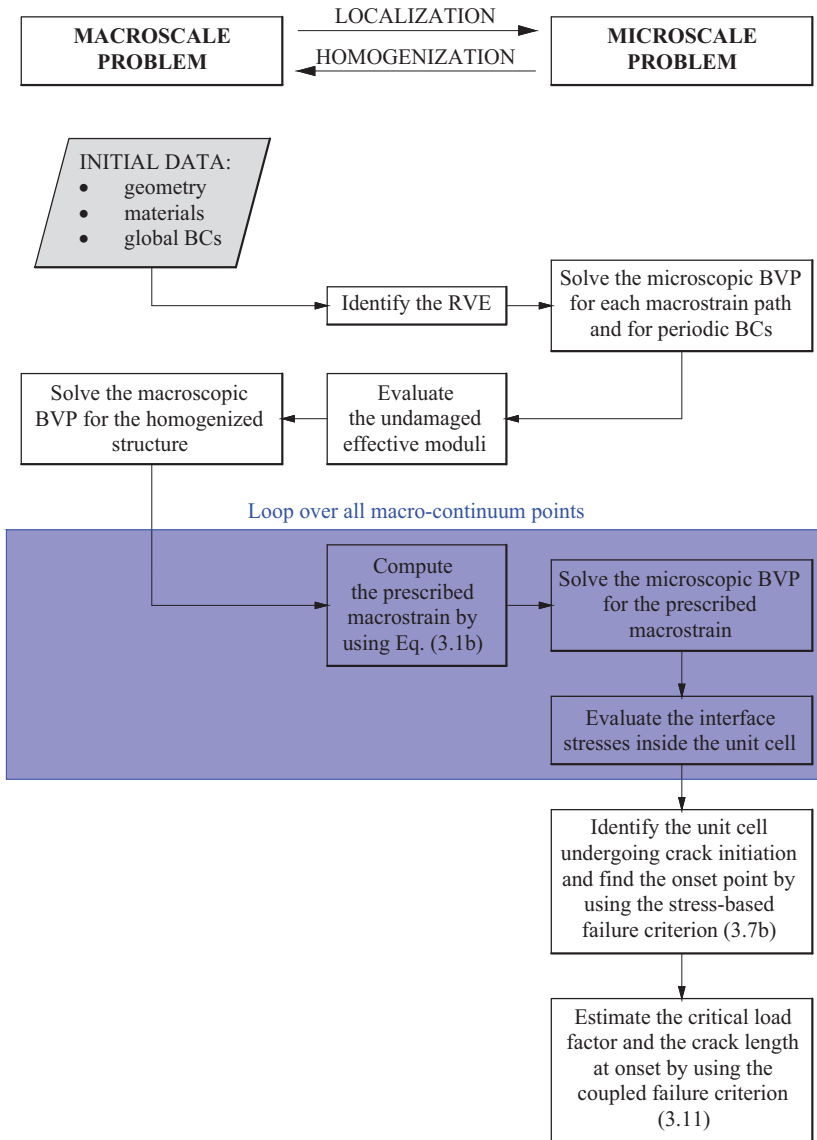 LOCALIZATION
MACROSCALE
PROBLEM
MICROSCALE
PROBLEM
HOMOGENIZATION
INITIAL DATA:
• geometry
• materials
• global BCs
Identify the RVE
Solve the microscopic BVP
for each macrostrain path
and for periodic BCs
Solve the macroscopic
BVP for the homogenized
structure
Evaluate
the undamaged
effective moduli
Loop over all macro-continuum points
Compute
the prescribed
macrostrain by
using Eq. (3.1b)
Solve the microscopic BVP
for the prescribed
macrostrain
Evaluate the interface
stresses inside the unit cell
Identify the unit cell
undergoing crack initiation
and find the onset point by
using the stress-based
failure criterion (3.7b)
Estimate the critical load
factor and the crack length
at onset by using the
coupled failure criterion
(3.11)